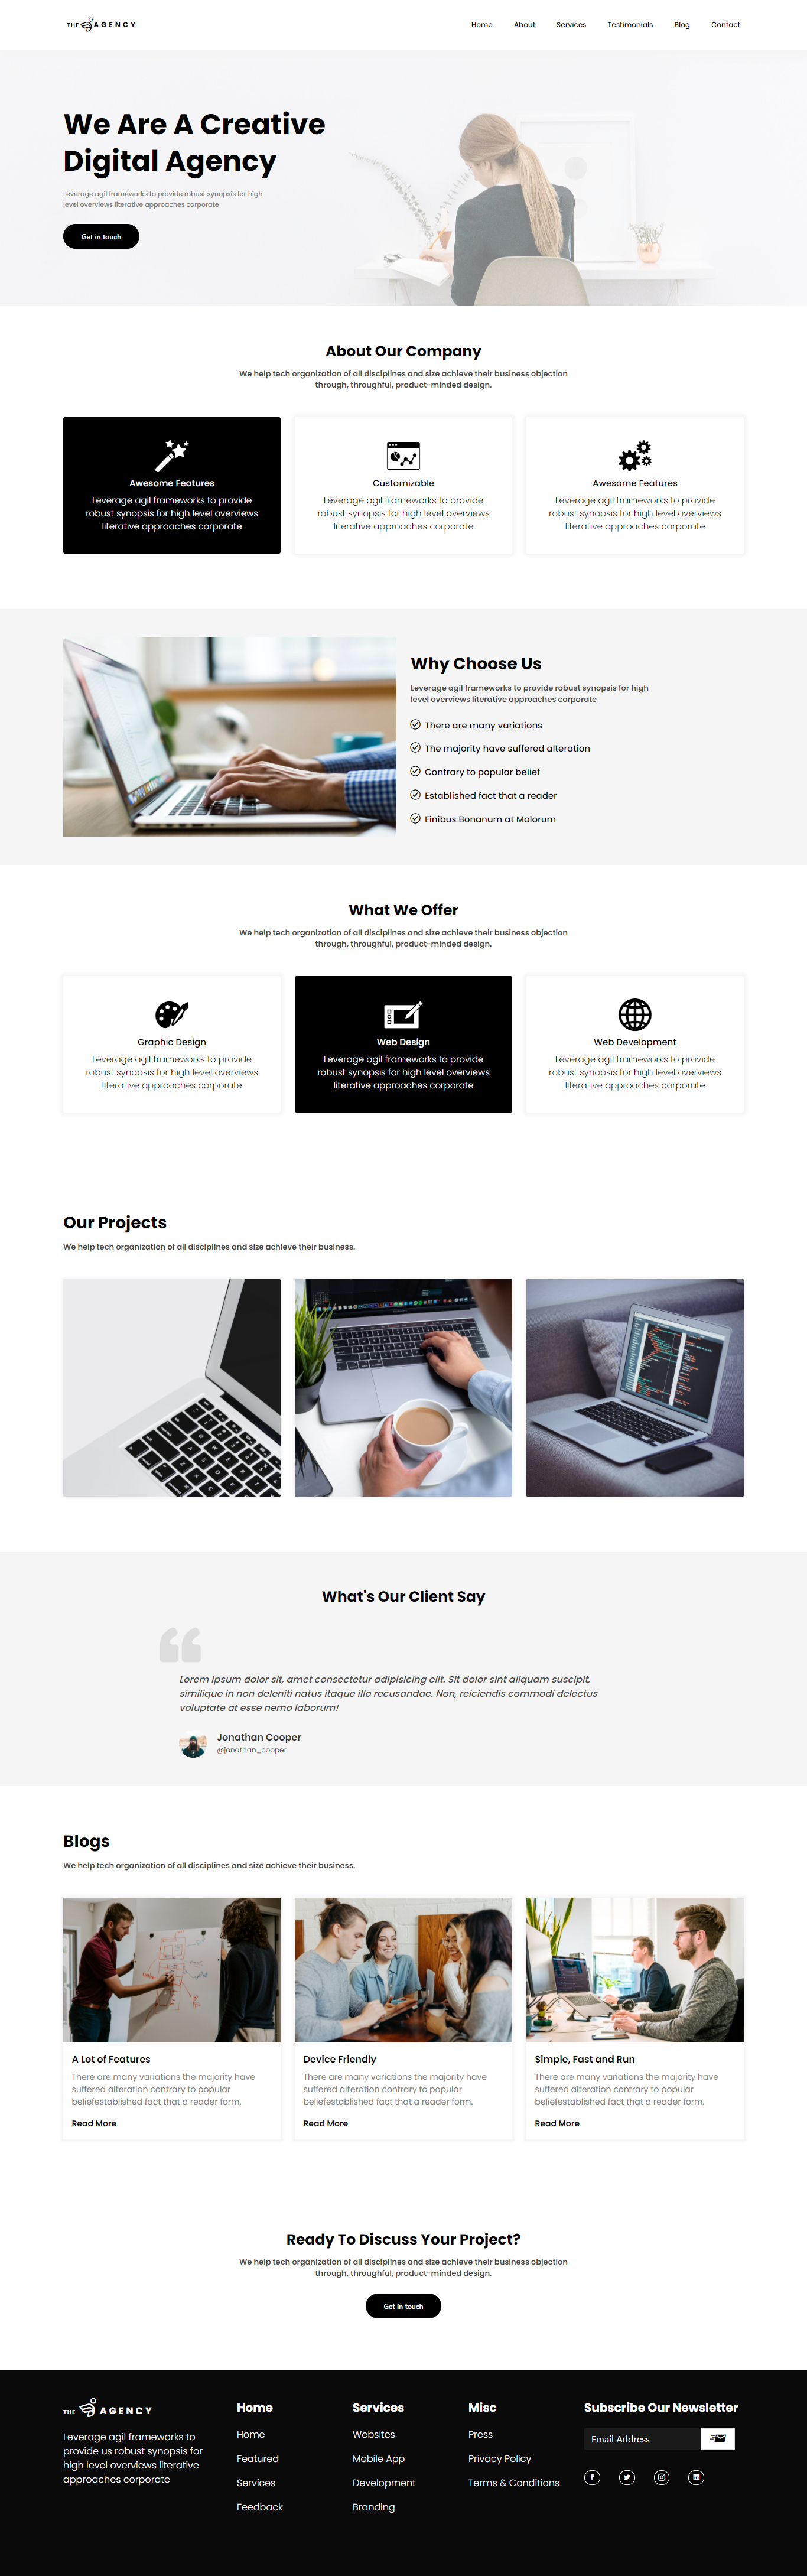 THE AGENCY
Home About Services Testimonials Blog Contact
We Are A Creative
Digital Agency
Leverage agil frameworks to provide robust synopsis for high
level overviews literative approaches corporate
Get in touch
About Our Company
We help tech organization of all disciplines and size achieve their business objection
through, throughful, product-minded design.
Awesome Features
Leverage agil frameworks to provide
robust synopsis for high level overviews
literative approaches corporate
Customizable
Leverage agil frameworks to provide
robust synopsis for high level overviews
literative approaches corporate
Awesome Features
Leverage agil frameworks to provide
robust synopsis for high level overviews
literative approaches corporate
Why Choose Us
Leverage agil frameworks to provide robust synopsis for high
level overviews literative approaches corporate
There are many variations
The majority have suffered alteration
Contrary to popular belief
Established fact that a reader
Finibus Bonanum at Molorum
What We Offer
We help tech organization of all disciplines and size achieve their business objection
through, throughful, product-minded design.
Graphic Design
Leverage agil frameworks to provide
robust synopsis for high level overviews
literative approaches corporate
Web Design
Leverage agil frameworks to provide
robust synopsis for high level overviews
literative approaches corporate
Web Development
Leverage agil frameworks to provide
robust synopsis for high level overviews
literative approaches corporate
Our Projects
We help tech organization of all disciplines and size achieve their business.
What's Our Client Say
Lorem ipsum dolor sit, amet consectetur adipisicing elit. Sit dolor sint aliquam suscipit,
similique in non deleniti natus itaque illo recusandae. Non, reiciendis commodi delectus
voluptate at esse nemo laborum!
Jonathan Cooper
@jonathan_cooper
Blogs
We help tech organization of all disciplines and size achieve their business.
A Lot of Features
There are many variations the majority have
suffered alteration contrary to popular
beliefestablished fact that a reader form.
Read More
Device Friendly
There are many variations the majority have
suffered alteration contrary to popular
beliefestablished fact that a reader form.
Read More
Simple, Fast and Run
There are many variations the majority have
suffered alteration contrary to popular
beliefestablished fact that a reader form.
Read More
Ready To Discuss Your Project?
We help tech organization of all disciplines and size achieve their business objection
through, throughful, product-minded design.
Get in touch
THE AGENCY
Leverage agil frameworks to
provide us robust synopsis for
high level overviews literative
approaches corporate
Home
Home
Featured
Services
Feedback
Services
Websites
Mobile App
Development
Branding
Misc
Press
Privacy Policy
Terms & Conditions
Subscribe Our Newsletter
Email Address